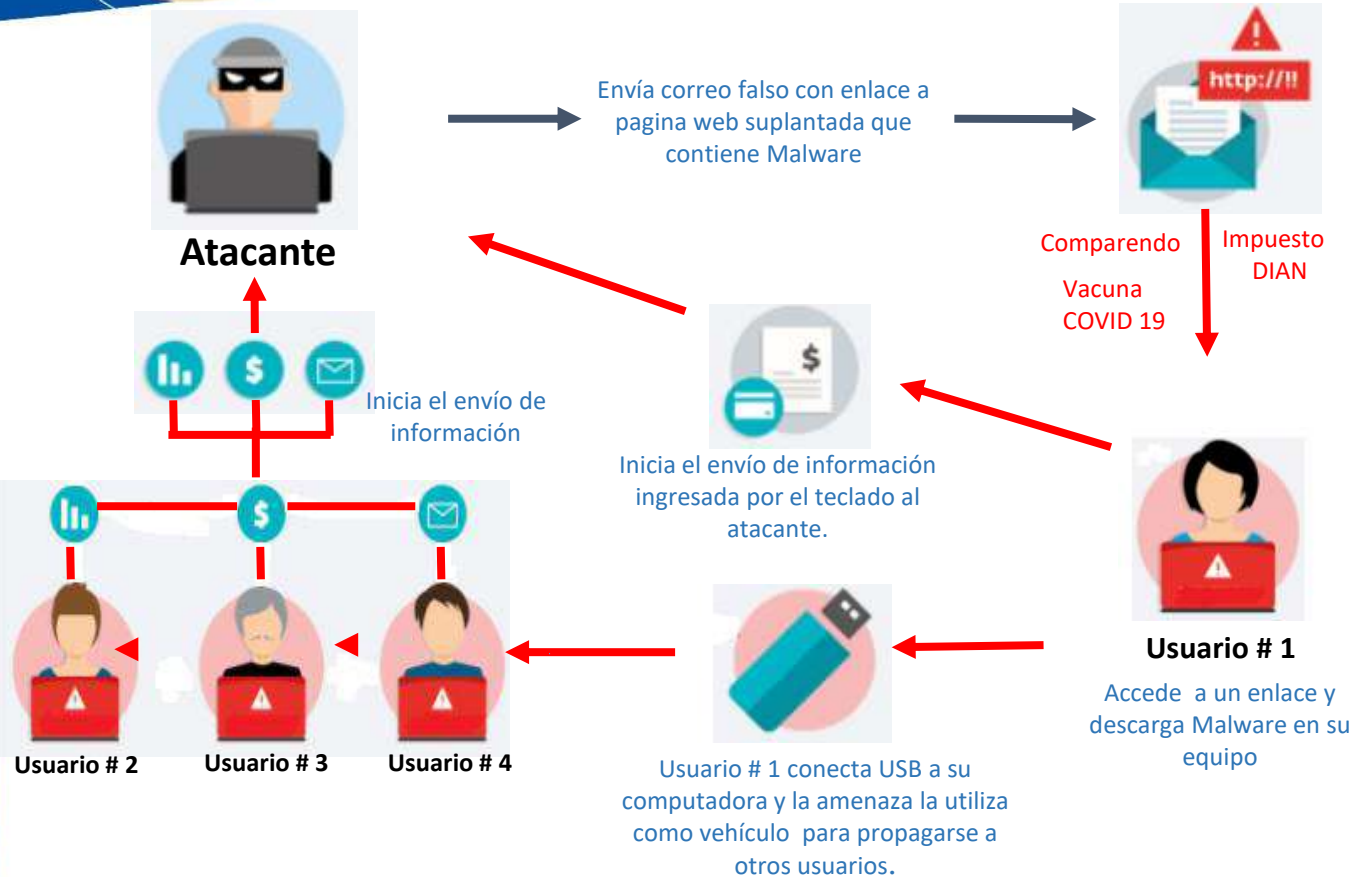 Envía correo falso con enlace a
pagina web suplantada que
contiene Malware
http://!!
Atacante
Comparendo
Impuesto
DIAN
Vacuna
COVID 19
$
$
Inicia el envío de
información
Inicia el envío de información
ingresada por el teclado al
atacante.
$
Usuario # 1
Accede a un enlace y
descarga Malware en su
equipo
Usuario # 2
Usuario # 3
Usuario # 4
Usuario # 1 conecta USB a su
computadora y la amenaza la utiliza
como vehículo para propagarse a
otros usuarios.